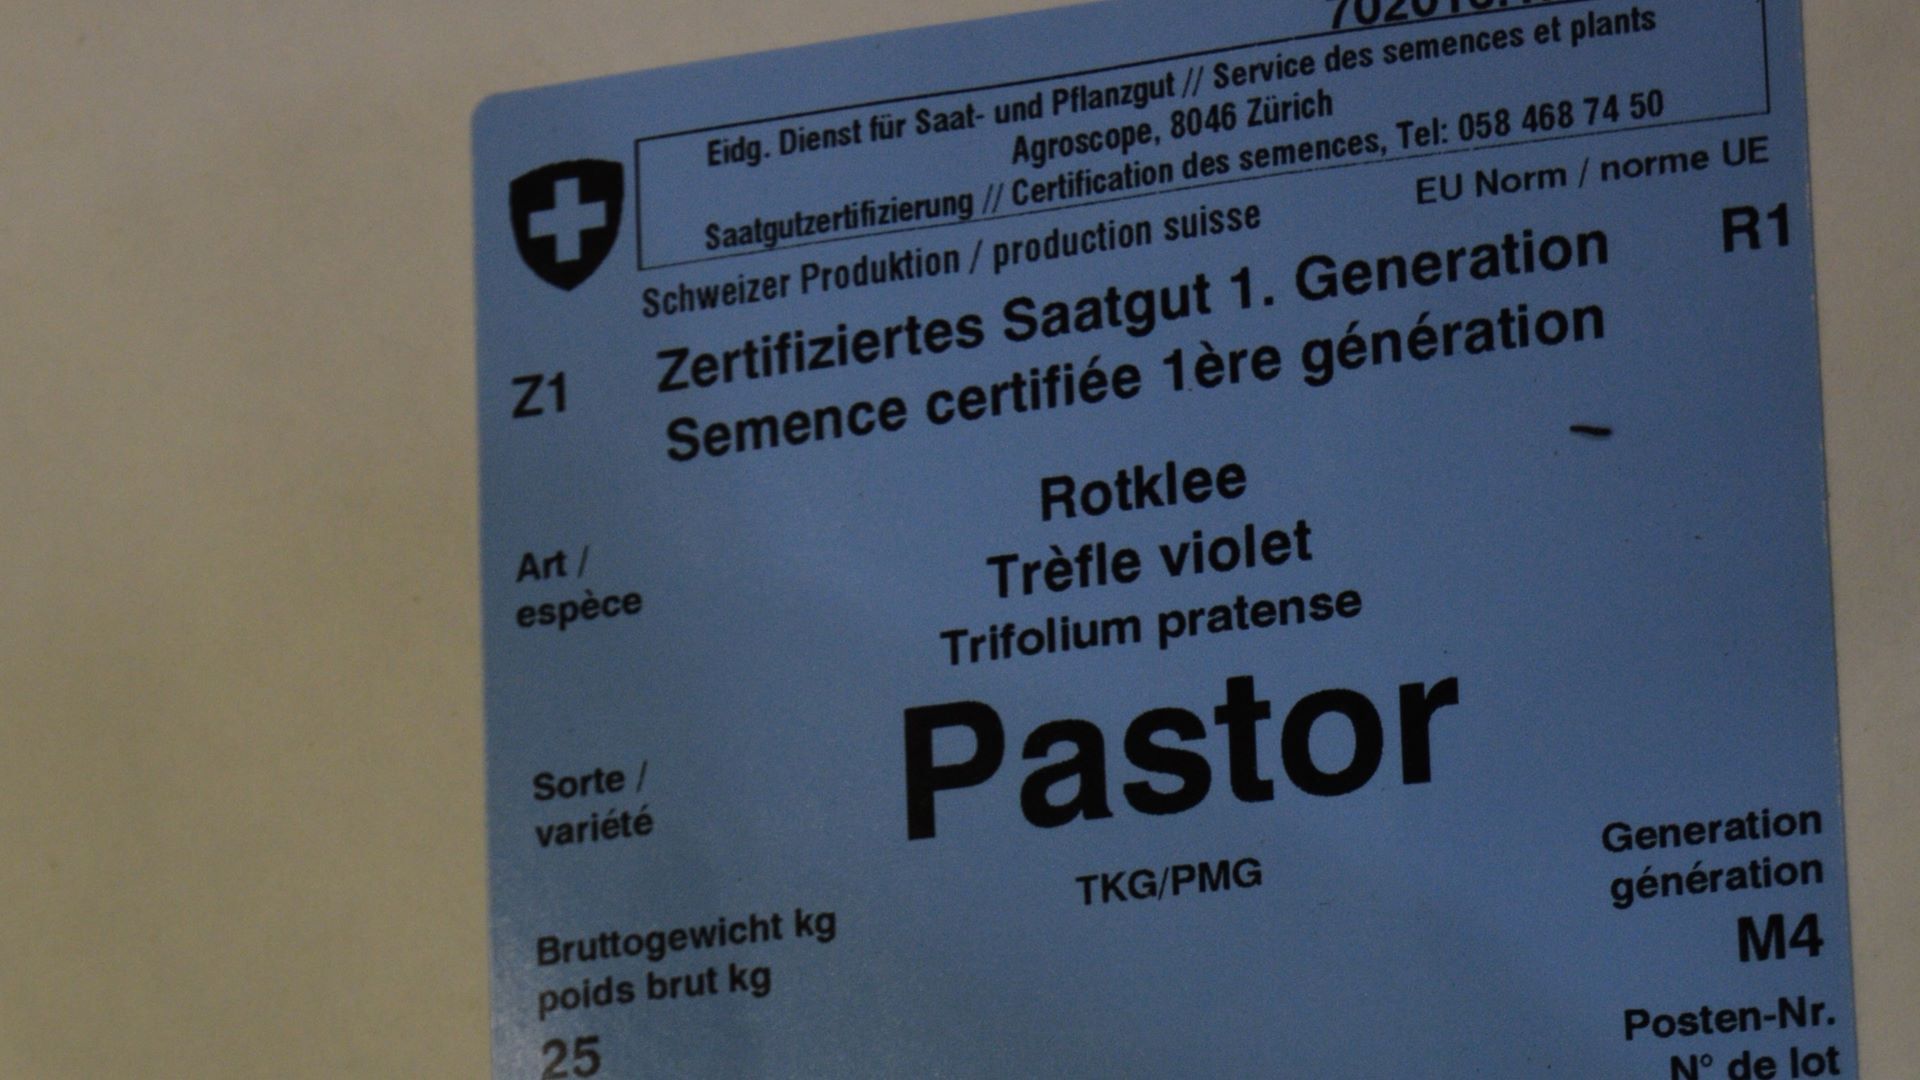 Eidg. Dienst für Saat- und Pflanzgut // Service des semences et plants
Agroscope, 8046 Zürich
Saatgutzertifizierung // Certification des semences, Tel: 058 468 74 50
Schweizer Produktion / production suisse
EU Norm / norme UE
Z1
Zertifiziertes Saatgut 1. Generation
R1
Semence certifiée 1ère génération
Rotklee
Art /
espèce
Trèfle violet
Trifolium pratense
Sorte /
variété
Pastor
TKG/PMG
Generation
génération
M4
Bruttogewicht kg
poids brut kg
25
Posten-Nr.
N° de lot